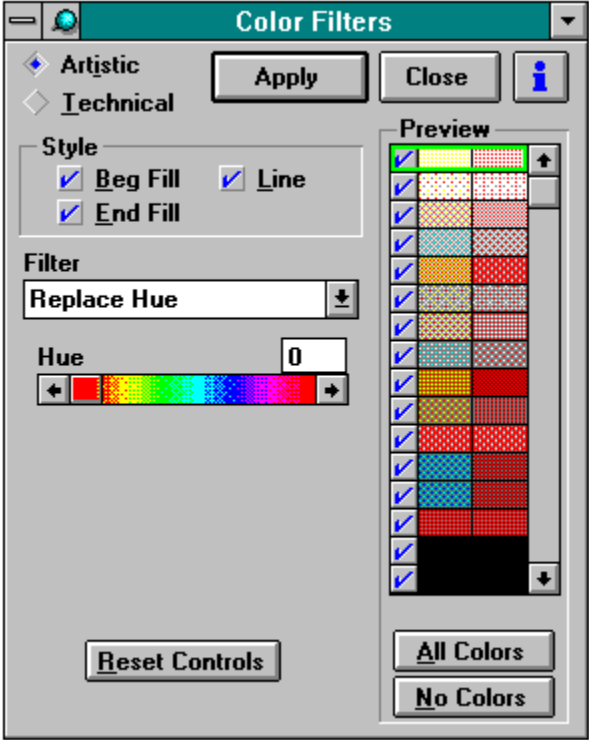 Color Filters
Artistic
Technical
Apply
Close
i
Style
Beg Fill
Line
End Fill
Filter
Replace Hue
Hue
0
Reset Controls
Preview
All Colors
No Colors